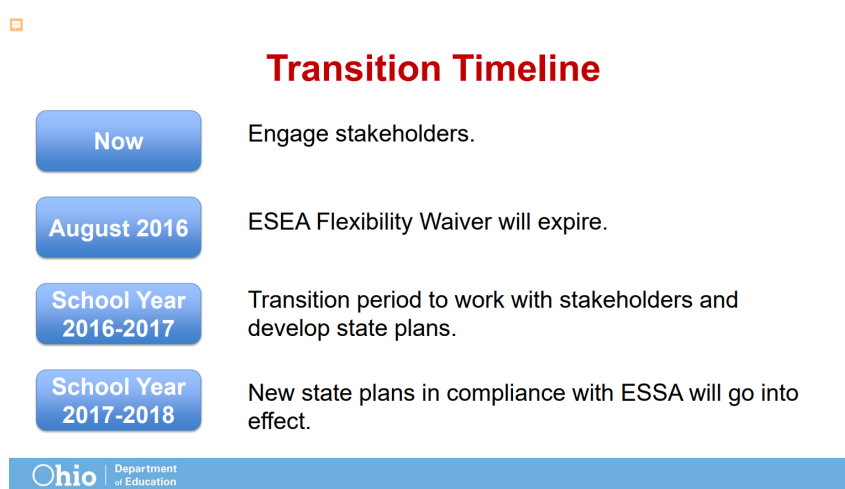 Transition Timeline
Now
Engage stakeholders.
August 2016
ESEA Flexibility Waiver will expire.
School Year
2016-2017
Transition period to work with stakeholders and
develop state plans.
School Year
2017-2018
New state plans in compliance with ESSA will go into
effect.
Ohio
Department
of Education